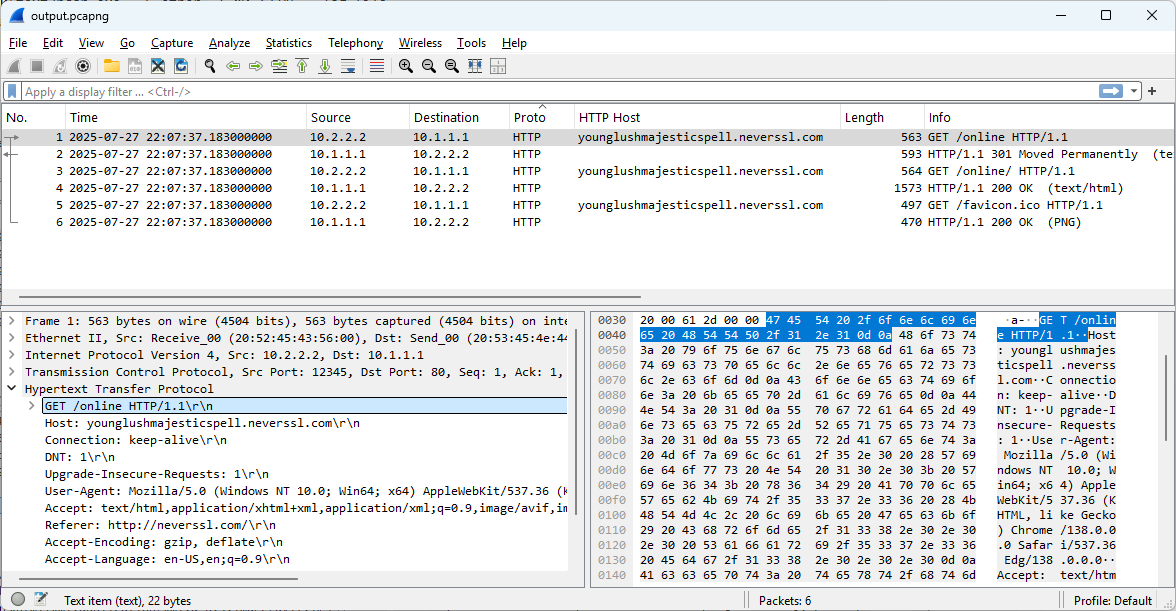 output.pcapng
File Edit View Go Capture Analyze Statistics Telephony Wireless Tools Help
Apply a display filter ... <Ctrl-/>
No. Time Source Destination Proto HTTP Host Length Info
1 2025-07-27 22:07:37.183000000 10.2.2.2 10.1.1.1 HTTP younglushmajesticspell.neverssl.com 563 GET /online HTTP/1.1
2 2025-07-27 22:07:37.183000000 10.1.1.1 10.2.2.2 HTTP 593 HTTP/1.1 301 Moved Permanently (te
3 2025-07-27 22:07:37.183000000 10.2.2.2 10.1.1.1 HTTP younglushmajesticspell.neverssl.com 564 GET /online/ HTTP/1.1
4 2025-07-27 22:07:37.183000000 10.1.1.1 10.2.2.2 HTTP 1573 HTTP/1.1 200 OK (text/html)
5 2025-07-27 22:07:37.183000000 10.2.2.2 10.1.1.1 HTTP younglushmajesticspell.neverssl.com 497 GET /favicon.ico HTTP/1.1
6 2025-07-27 22:07:37.183000000 10.1.1.1 10.2.2.2 HTTP 470 HTTP/1.1 200 OK (PNG)
Frame 1: 563 bytes on wire (4504 bits), 563 bytes captured (4504 bits) on inte
Ethernet II, Src: Receive_00 (20:52:45:43:56:00), Dst: Send_00 (20:53:45:4e:44
Internet Protocol Version 4, Src: 10.2.2.2, Dst: 10.1.1.1
Transmission Control Protocol, Src Port: 12345, Dst Port: 80, Seq: 1, Ack: 1,
Hypertext Transfer Protocol
GET /online HTTP/1.1\r\n
Host: younglushmajesticspell.neverssl.com\r\n
Connection: keep-alive\r\n
DNT: 1\r\n
Upgrade-Insecure-Requests: 1\r\n
User-Agent: Mozilla/5.0 (Windows NT 10.0; Win64; x64) AppleWebKit/537.36 (K
Accept: text/html,application/xhtml+xml,application/xml;q=0.9,image/avif,im
Referer: http://neverssl.com/\r\n
Accept-Encoding: gzip, deflate\r\n
Accept-Language: en-US,en;q=0.9\r\n
0030 20 00 61 2d 00 00 47 45 54 20 2f 6f 6e 6c 69 6e ·a-··GE T /onlin
0040 65 20 48 54 54 50 2f 31 2e 31 0d 0a 48 6f 73 74 e HTTP/1 .1··Host
0050 3a 20 79 6f 75 6e 67 6c 75 73 68 6d 61 6a 65 73 : youngl ushmajes
0060 74 69 63 73 70 65 6c 6c 2e 6e 65 76 65 72 73 73 ticspell .neverss
0070 6c 2e 63 6f 6d 0d 0a 43 6f 6e 6e 65 63 74 69 6f l.com··C onnectio
0080 6e 3a 20 6b 65 65 70 2d 61 6c 69 76 65 0d 0a 44 n: keep- alive··D
0090 4e 54 3a 20 31 0d 0a 55 70 67 72 61 64 65 2d 49 NT: 1··U pgrade-I
00a0 6e 73 65 63 75 72 65 2d 52 65 71 75 65 73 74 73 nsecure- Requests
00b0 3a 20 31 0d 0a 55 73 65 72 2d 41 67 65 6e 74 3a : 1··Use r-Agent:
00c0 20 4d 6f 7a 69 6c 6c 61 2f 35 2e 30 20 28 57 69 Mozilla /5.0 (Wi
00d0 6e 64 6f 77 73 20 4e 54 20 31 30 2e 30 3b 20 57 ndows NT 10.0; W
00e0 69 6e 36 34 3b 20 78 36 34 29 20 41 70 70 6c 65 in64; x6 4) Apple
00f0 57 65 62 4b 69 74 2f 35 33 37 2e 33 36 20 28 4b WebKit/5 37.36 (K
0100 48 54 4d 4c 2c 20 6c 69 6b 65 20 47 65 63 6b 6f HTML, li ke Gecko
0110 29 20 43 68 72 6f 6d 65 2f 31 33 38 2e 30 2e 30 ) Chrome /138.0.0
0120 2e 30 20 53 61 66 61 72 69 2f 35 33 37 2e 33 36 .0 Safar i/537.36
0130 20 45 64 67 2f 31 33 38 2e 30 2e 30 2e 30 0d 0a Edg/138 .0.0.0··
0140 41 63 63 65 70 74 3a 20 74 65 78 74 2f 68 74 6d Accept: text/htm
Text item (text), 22 bytes Packets: 6 Profile: Default